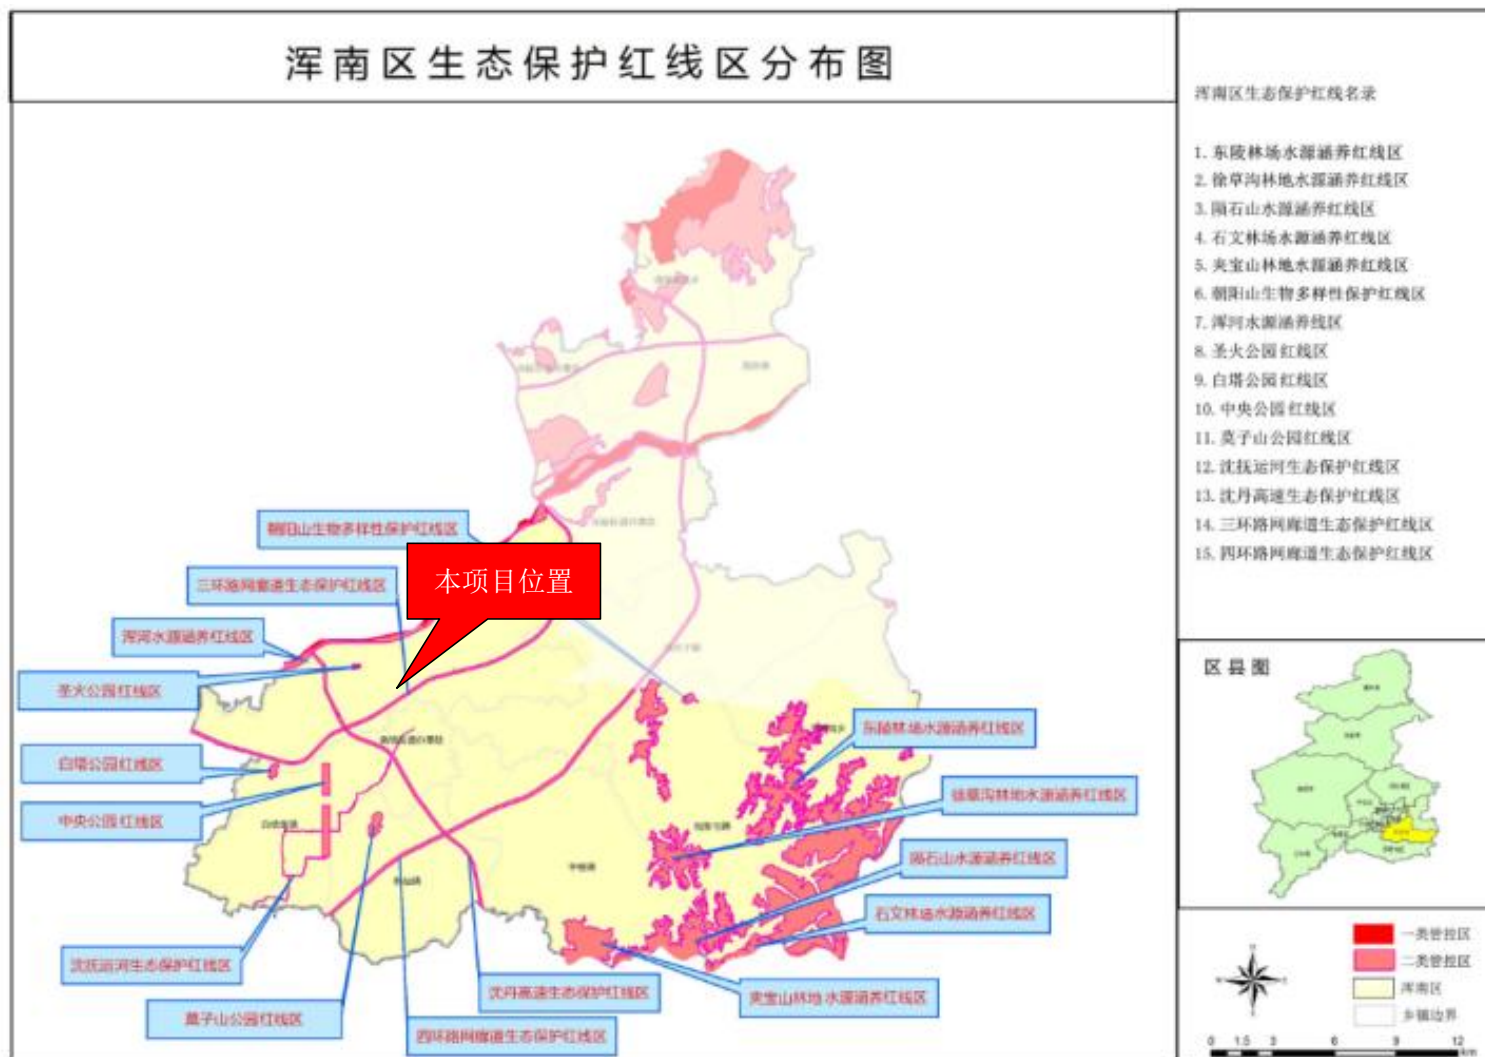 浑南区生态保护红线区分布图
浑南区生态保护红线名录
1. 东陵林场水源涵养红线区
2. 徐草沟林地水源涵养红线区
3. 陨石山水源涵养红线区
4. 石文林场水源涵养红线区
5. 夹宝山林地水源涵养红线区
6. 朝阳山生物多样性保护红线区
7. 浑河水源涵养线区
8. 圣火公园红线区
9. 白塔公园红线区
10. 中央公园红线区
11. 莫子山公园红线区
12. 沈抚运河生态保护红线区
13. 沈丹高速生态保护红线区
14. 三环路网廊道生态保护红线区
15. 四环路网廊道生态保护红线区
朝阳山生物多样性保护红线区
本项目位置
三环路网廊道生态保护红线区
浑河水源涵养红线区
圣火公园红线区
白塔公园红线区
中央公园红线区
东陵林场水源涵养红线区
徐草沟林地水源涵养红线区
陨石山水源涵养红线区
石文林场水源涵养红线区
沈抚运河生态保护红线区
莫子山公园红线区
四环路网廊道生态保护红线区
沈丹高速生态保护红线区
夹宝山林地水源涵养红线区
区县图
一类管控区
二类管控区
浑南区
乡镇边界
0 1.5 3 6 9 12